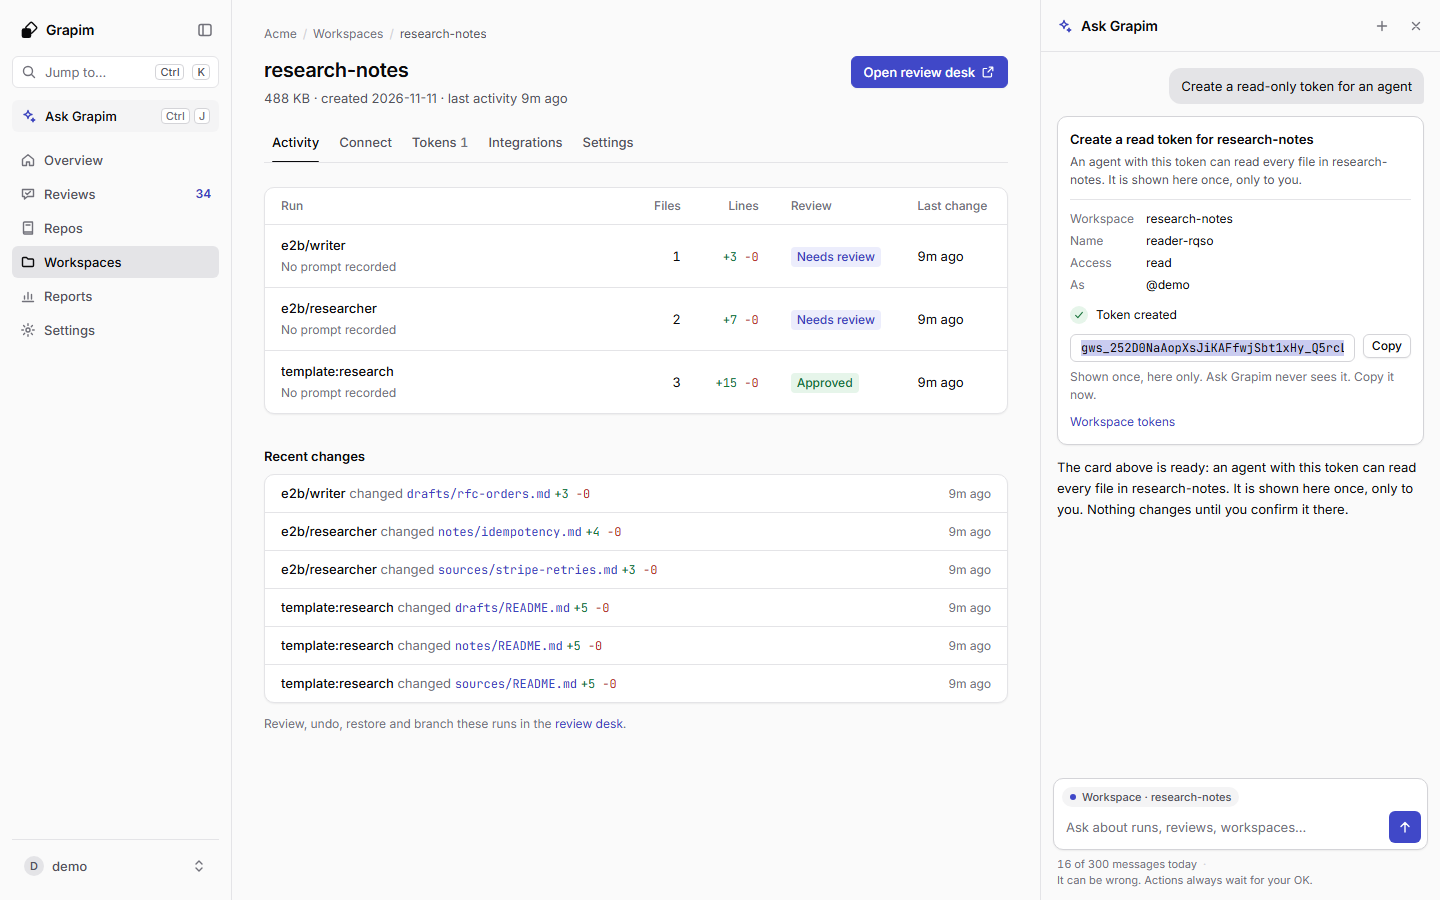 Grapim
Jump to...
Ctrl K
Ask Grapim
Ctrl J
Overview
Reviews 34
Repos
Workspaces
Reports
Settings
D demo
Acme / Workspaces / research-notes
research-notes
488 KB · created 2026-11-11 · last activity 9m ago
Open review desk
Activity Connect Tokens 1 Integrations Settings
Run Files Lines Review Last change
e2b/writer
No prompt recorded
1 +3 -0 Needs review 9m ago
e2b/researcher
No prompt recorded
2 +7 -0 Needs review 9m ago
template:research
No prompt recorded
3 +15 -0 Approved 9m ago
Recent changes
e2b/writer changed drafts/rfc-orders.md +3 -0 9m ago
e2b/researcher changed notes/idempotency.md +4 -0 9m ago
e2b/researcher changed sources/stripe-retries.md +3 -0 9m ago
template:research changed drafts/README.md +5 -0 9m ago
template:research changed notes/README.md +5 -0 9m ago
template:research changed sources/README.md +5 -0 9m ago
Review, undo, restore and branch these runs in the review desk.
Ask Grapim
Create a read-only token for an agent
Create a read token for research-notes
An agent with this token can read every file in research-
notes. It is shown here once, only to you.
Workspace research-notes
Name reader-rqso
Access read
As @demo
Token created
gws_252D0NaAopXsJiKAFfwjSbt1xHy_Q5rc
Copy
Shown once, here only. Ask Grapim never sees it. Copy it
now.
Workspace tokens
The card above is ready: an agent with this token can read
every file in research-notes. It is shown here once, only to
you. Nothing changes until you confirm it there.
Workspace · research-notes
Ask about runs, reviews, workspaces...
16 of 300 messages today ·
It can be wrong. Actions always wait for your OK.